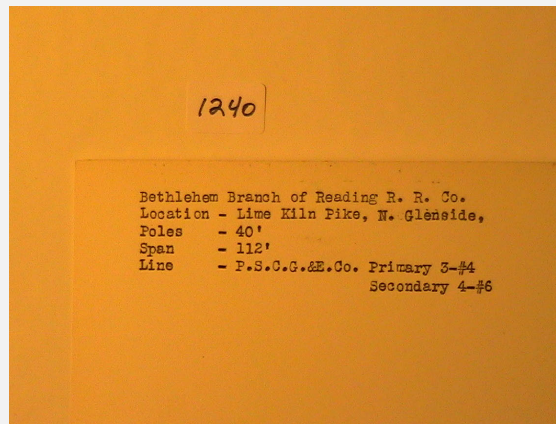 1240
Bethlehem Branch of Reading R. R. Co.
Location - Lime Kiln Pike, N. Glenside,
Poles - 40'
Span - 112'
Line - P.S.C.G.&E.Co. Primary 3-#4
Secondary 4-#6